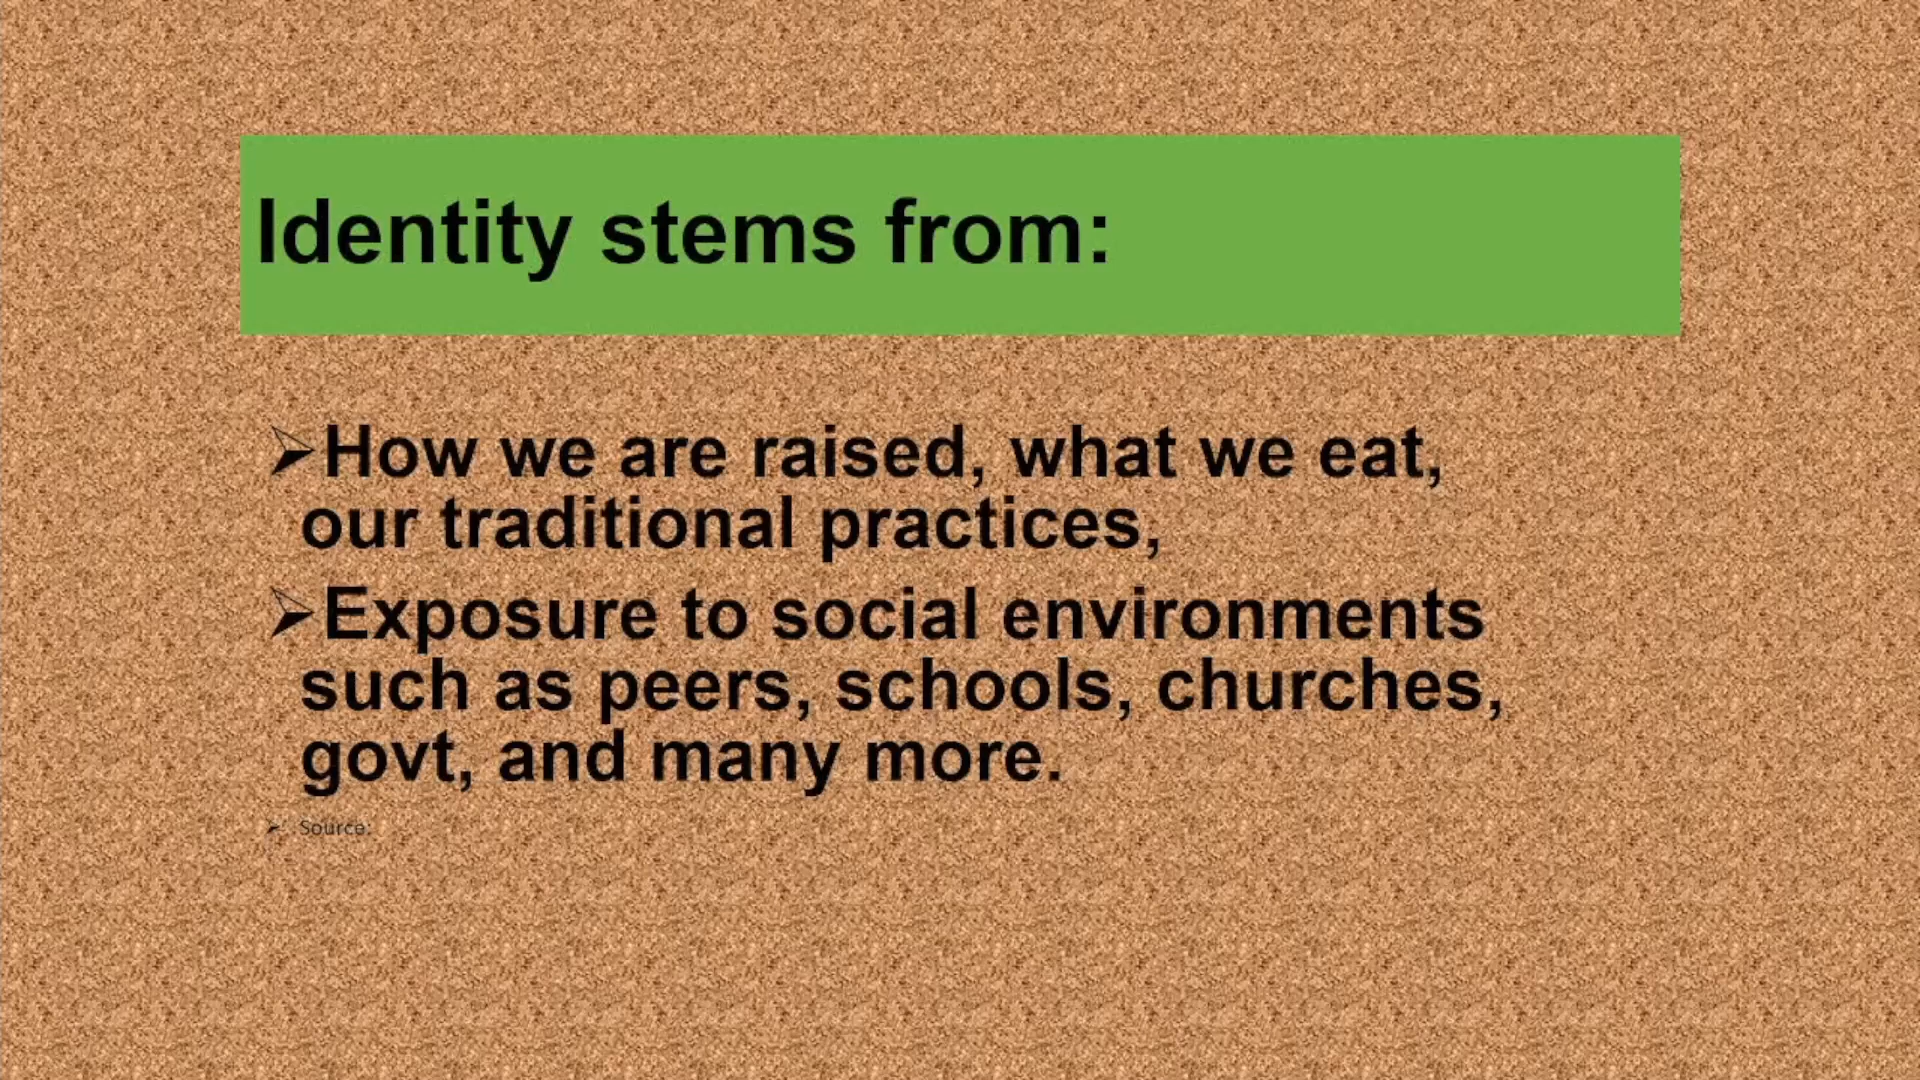 Identity stems from:
➢How we are raised, what we eat,
our traditional practices,
➢Exposure to social environments
such as peers, schools, churches,
govt, and many more.
➢ Source: